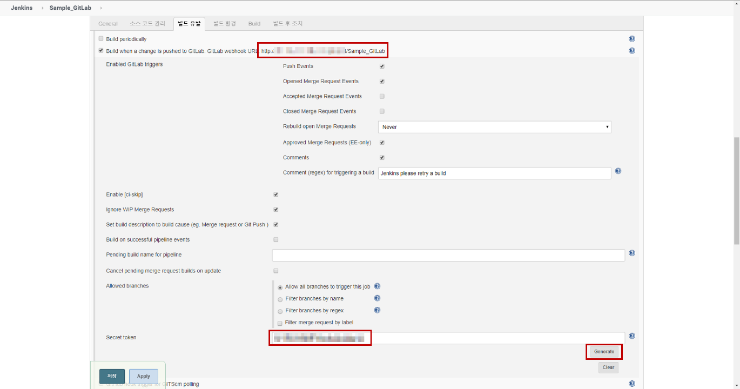 Jenkins › Sample_GitLab ›
General 소스 코드 관리 빌드 유발 빌드 환경 Build 빌드 후 조치
Build periodically
Build when a change is pushed to GitLab. GitLab webhook URL: http:/ /Sample_GitLab
Enabled GitLab triggers
Push Events
Opened Merge Request Events
Accepted Merge Request Events
Closed Merge Request Events
Rebuild open Merge Requests Never
Approved Merge Requests (EE-only)
Comments
Comment (regex) for triggering a build Jenkins please retry a build
Enable [ci-skip]
Ignore WIP Merge Requests
Set build description to build cause (eg. Merge request or Git Push )
Build on successful pipeline events
Pending build name for pipeline
Cancel pending merge request builds on update
Allowed branches
Allow all branches to trigger this job
Filter branches by name
Filter branches by regex
Filter merge request by label
Secret token
Generate
Clear
저장 Apply
polling